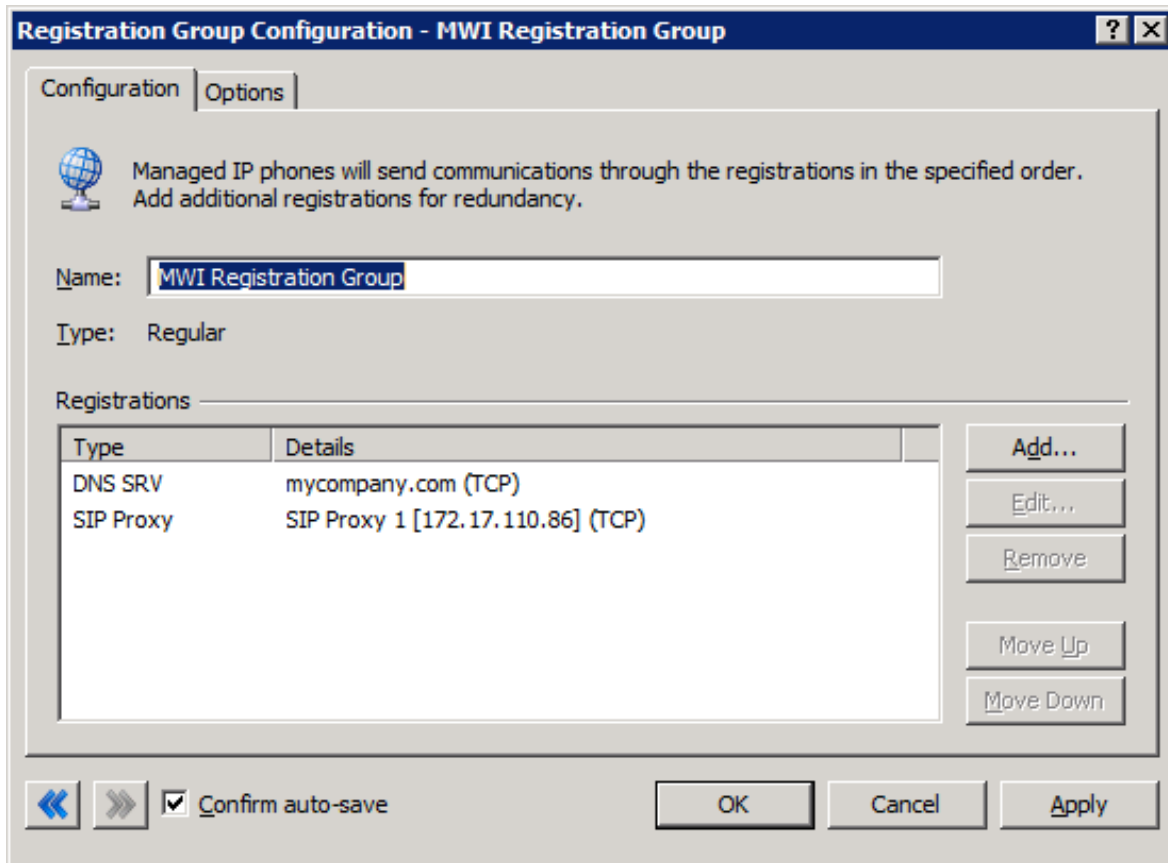 Registration Group Configuration - MWI Registration Group
Configuration
Options
Managed IP phones will send communications through the registrations in the specified order.
Add additional registrations for redundancy.
Name: MWI Registration Group
Type: Regular
Registrations
Type Details
DNS SRV mycompany.com (TCP)
SIP Proxy SIP Proxy 1 [172.17.110.86] (TCP)
Add...
Edit...
Remove
Move Up
Move Down
Confirm auto-save
OK
Cancel
Apply